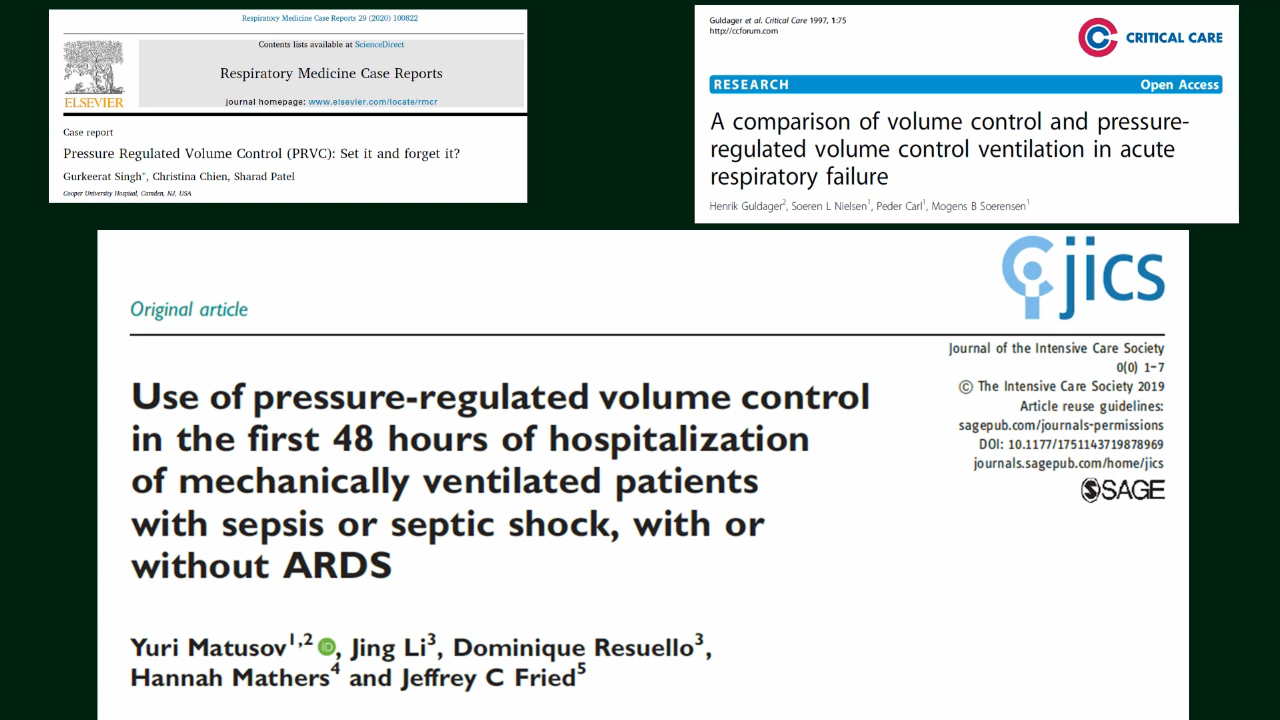 Respiratory Medicine Case Reports 29 (2020) 100822
Contents lists available at ScienceDirect
Respiratory Medicine Case Reports
ELSEVIER
journal homepage: www.elsevier.com/locate/rmcr
Case report
Pressure Regulated Volume Control (PRVC): Set it and forget it?
Gurkeerat Singh*, Christina Chien, Sharad Patel
Cooper University Hospital, Camden, NJ, USA
Guldager et al. Critical Care 1997, 1:75
http://ccforum.com
CRITICAL CARE
RESEARCH
Open Access
A comparison of volume control and pressure-
regulated volume control ventilation in acute
respiratory failure
Henrik Guldager2, Soeren L Nielsen1, Peder Carl1, Mogens B Soerensen1
jics
Original article
Journal of the Intensive Care Society
0(0) 1–7
© The Intensive Care Society 2019
Article reuse guidelines:
sagepub.com/journals-permissions
DOI: 10.1177/1751143719878969
journals.sagepub.com/home/jics
SAGE
Use of pressure-regulated volume control
in the first 48 hours of hospitalization
of mechanically ventilated patients
with sepsis or septic shock, with or
without ARDS
Yuri Matusov1,2 iD, Jing Li3, Dominique Resuello3,
Hannah Mathers4 and Jeffrey C Fried5